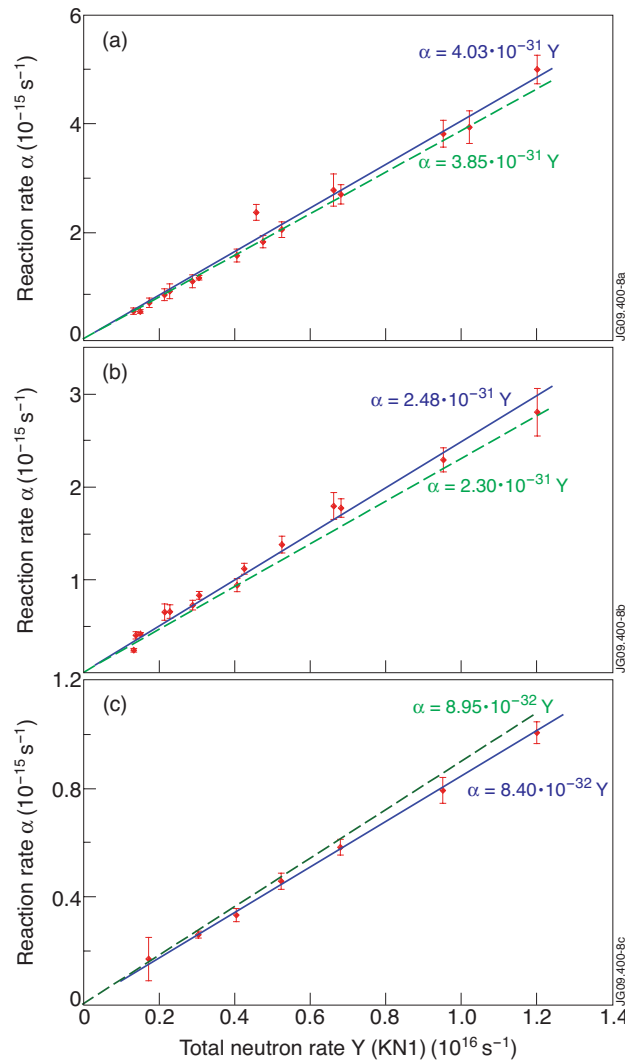 6
(a)
α = 4.03•10⁻³¹ Y
4
α = 3.85•10⁻³¹ Y
2
0
Reaction rate α (10⁻¹⁵ s⁻¹)
JG09.400-8a
(b)
3
α = 2.48•10⁻³¹ Y
2
α = 2.30•10⁻³¹ Y
1
0
Reaction rate α (10⁻¹⁵ s⁻¹)
JG09.400-8b
1.2
(c)
α = 8.95•10⁻³² Y
0.8
α = 8.40•10⁻³² Y
0.4
0
Reaction rate α (10⁻¹⁵ s⁻¹)
JG09.400-8c
0 0.2 0.4 0.6 0.8 1.0 1.2 1.4
Total neutron rate Y (KN1) (10¹⁶ s⁻¹)